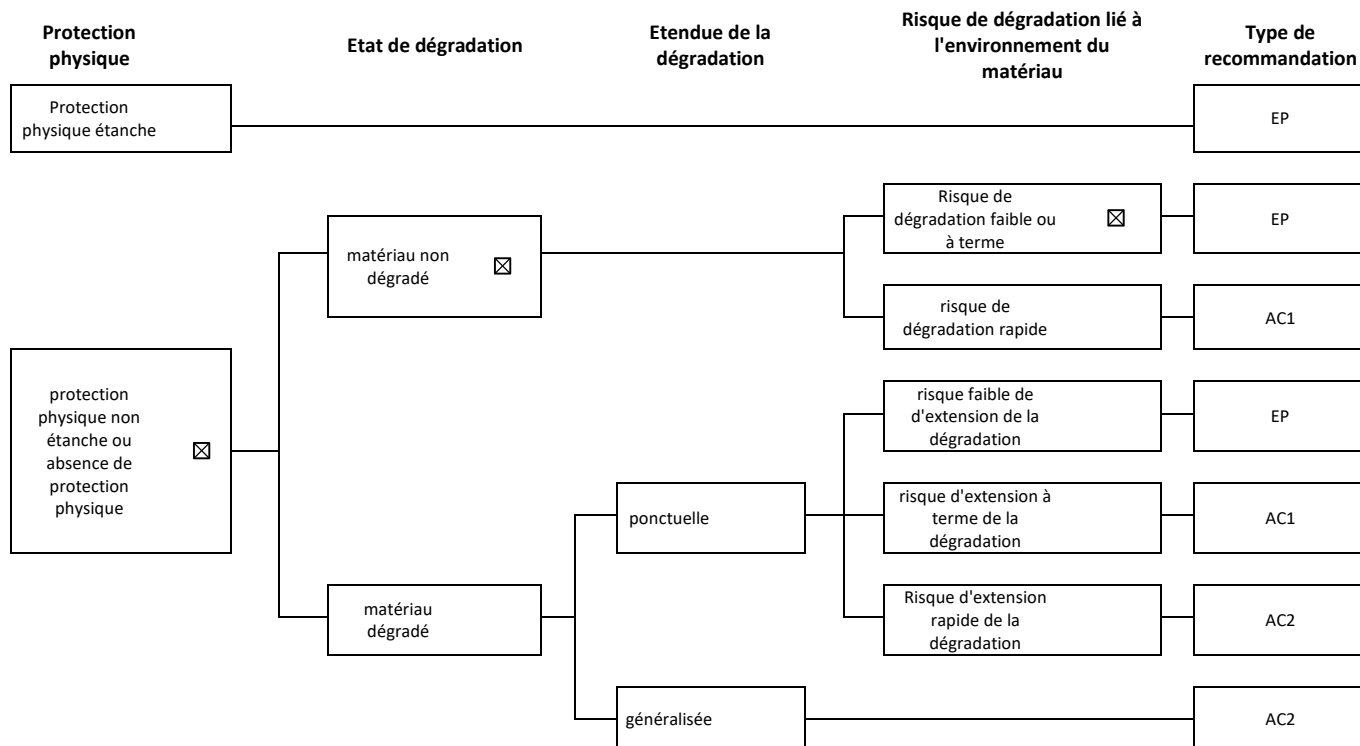 Protection
physique
Etat de dégradation
Etendue de la
dégradation
Risque de dégradation lié à
l'environnement du
matériau
Type de
recommandation
Protection
physique étanche
EP
protection
physique non
étanche ou
absence de
protection
physique
matériau non
dégradé
Risque de
dégradation faible ou
à terme
EP
risque de
dégradation rapide
AC1
matériau
dégradé
ponctuelle
risque faible de
d'extension de la
dégradation
EP
risque d'extension à
terme de la
dégradation
AC1
Risque d'extension
rapide de la
dégradation
AC2
généralisée
AC2